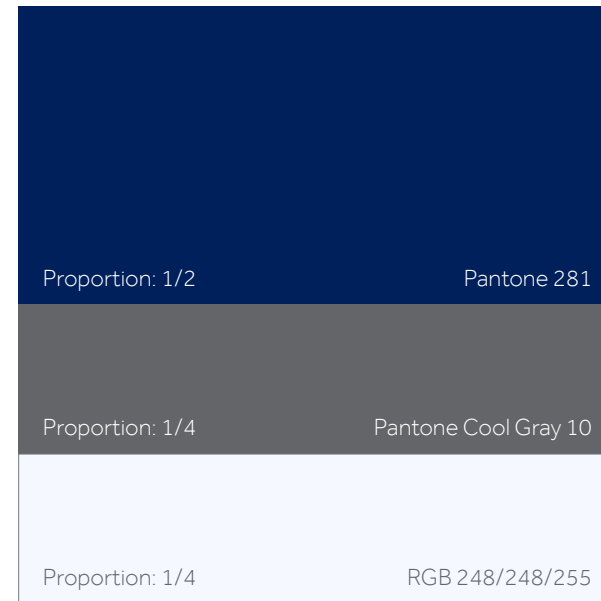 Proportion: 1/2 Pantone 281
Proportion: 1/4 Pantone Cool Gray 10
Proportion: 1/4 RGB 248/248/255